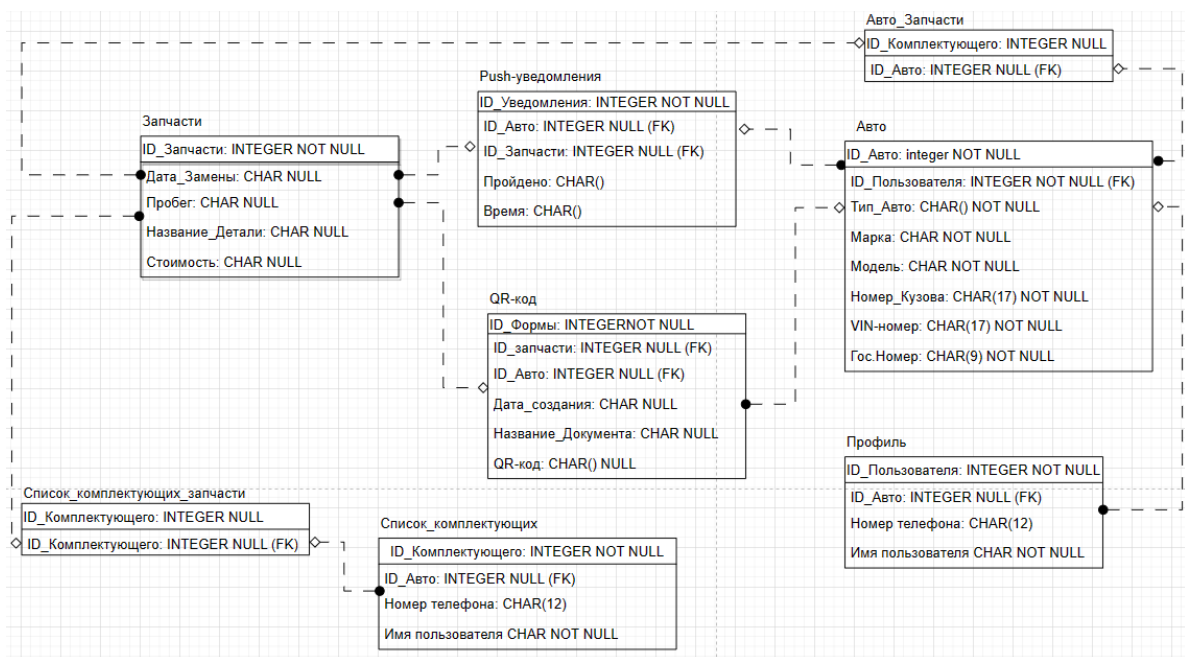 Авто_Запчасти
ID_Комплектующего: INTEGER NULL
ID_Авто: INTEGER NULL (FK)
Push-уведомления
ID_Уведомления: INTEGER NOT NULL
ID_Авто: INTEGER NULL (FK)
ID_Запчасти: INTEGER NULL (FK)
Пройдено: CHAR()
Время: CHAR()
Запчасти
ID_Запчасти: INTEGER NOT NULL
Дата_Замены: CHAR NULL
Пробег: CHAR NULL
Название_Детали: CHAR NULL
Стоимость: CHAR NULL
Авто
ID_Авто: integer NOT NULL
ID_Пользователя: INTEGER NOT NULL (FK)
Тип_Авто: CHAR() NOT NULL
Марка: CHAR NOT NULL
Модель: CHAR NOT NULL
Номер_Кузова: CHAR(17) NOT NULL
VIN-номер: CHAR(17) NOT NULL
Гос.Номер: CHAR(9) NOT NULL
QR-код
ID_Формы: INTEGERNOT NULL
ID_запчасти: INTEGER NULL (FK)
ID_Авто: INTEGER NULL (FK)
Дата_создания: CHAR NULL
Название_Документа: CHAR NULL
QR-код: CHAR() NULL
Профиль
ID_Пользователя: INTEGER NOT NULL
ID_Авто: INTEGER NULL (FK)
Номер телефона: CHAR(12)
Имя пользователя CHAR NOT NULL
Список_комплектующих_запчасти
ID_Комплектующего: INTEGER NULL
ID_Комплектующего: INTEGER NULL (FK)
Список_комплектующих
ID_Комплектующего: INTEGER NOT NULL
ID_Авто: INTEGER NULL (FK)
Номер телефона: CHAR(12)
Имя пользователя CHAR NOT NULL